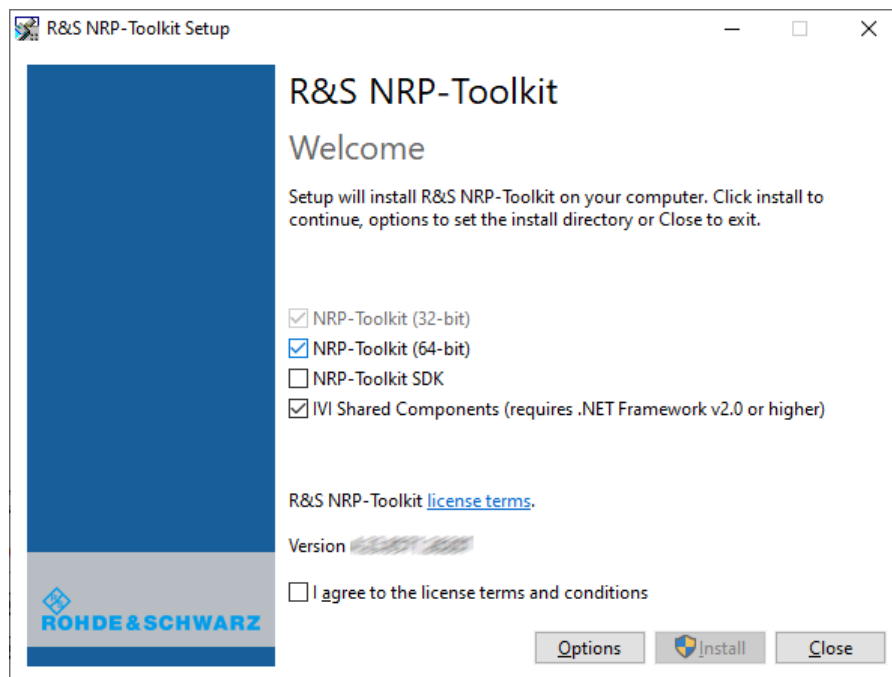 R&S NRP-Toolkit Setup
R&S NRP-Toolkit
Welcome
Setup will install R&S NRP-Toolkit on your computer. Click install to
continue, options to set the install directory or Close to exit.
NRP-Toolkit (32-bit)
NRP-Toolkit (64-bit)
NRP-Toolkit SDK
IVI Shared Components (requires .NET Framework v2.0 or higher)
R&S NRP-Toolkit license terms.
Version
I agree to the license terms and conditions
ROHDE&SCHWARZ
Options Install Close